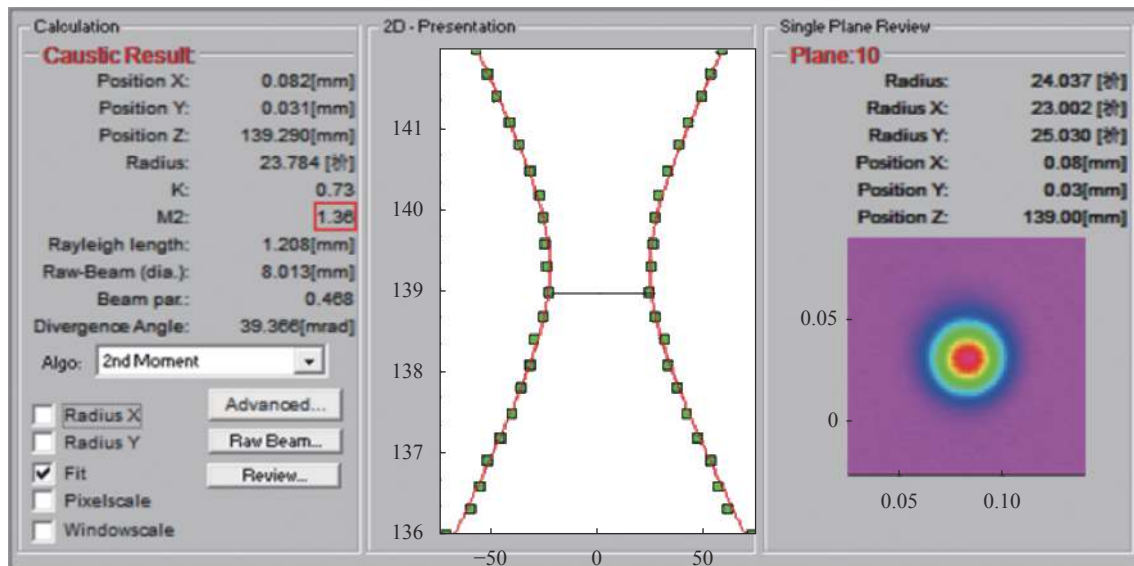 Calculation
Caustic Result:
Position X: 0.082[mm]
Position Y: 0.031[mm]
Position Z: 139.290[mm]
Radius: 23.784
K: 0.73
M2: 1.36
Rayleigh length: 1.208[mm]
Raw-Beam (dia.): 8.013[mm]
Beam par.: 0.468
Divergence Angle: 39.366[mrad]
Algo: 2nd Moment
Radius X
Radius Y
Fit
Pixelscale
Windowscale
Advanced...
Raw Beam...
Review...
2D - Presentation
141
140
139
138
137
136
−50 0 50
Single Plane Review
Plane:10
Radius: 24.037
Radius X: 23.002
Radius Y: 25.030
Position X: 0.08[mm]
Position Y: 0.03[mm]
Position Z: 139.00[mm]
0.05
0
0.05 0.10